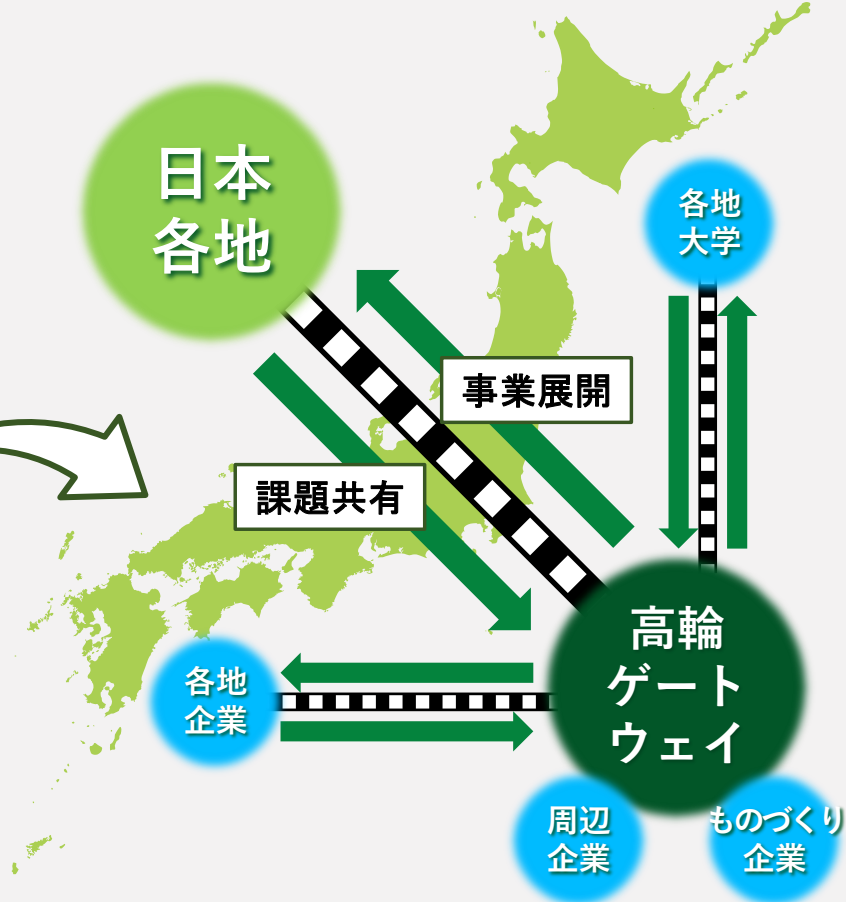 日本
各地
各地
大学
事業展開
課題共有
高輪
ゲート
ウェイ
各地
企業
周辺
企業
ものづくり
企業